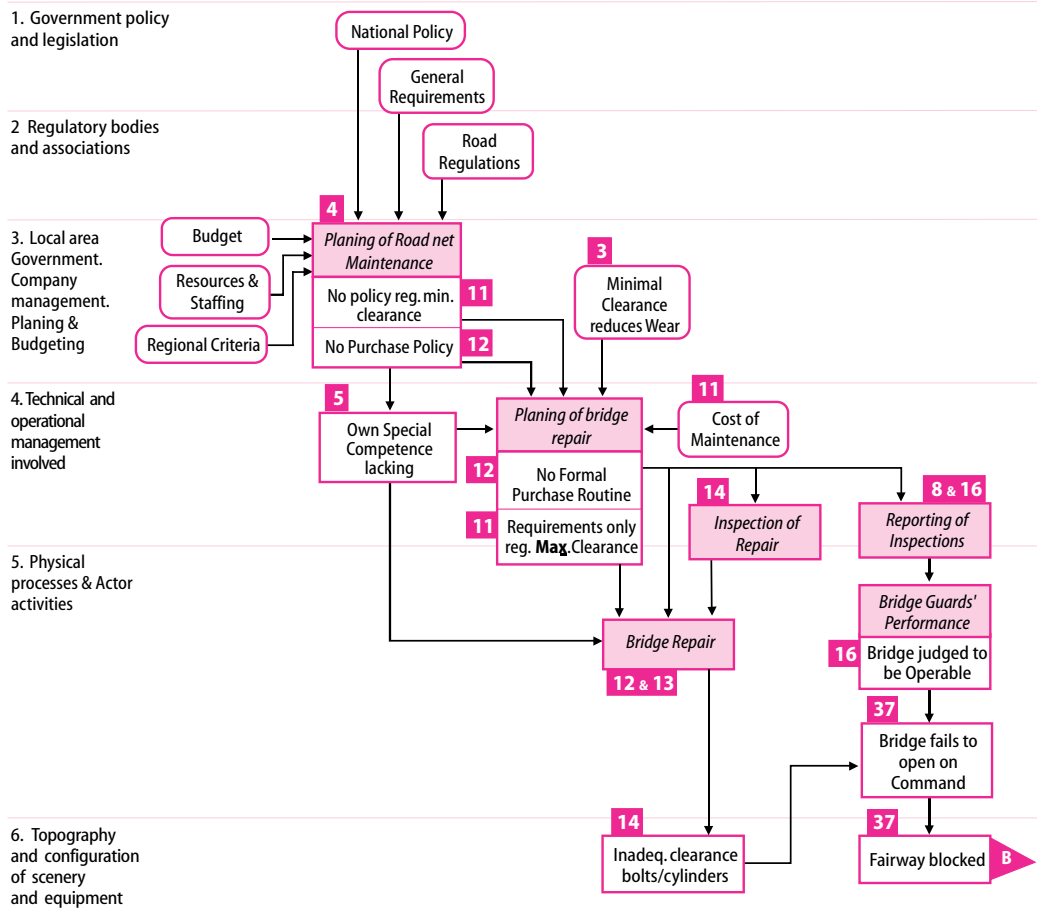 1. Government policy
and legislation
National Policy
General
Requirements
2 Regulatory bodies
and associations
Road
Regulations
4
3. Local area
Government.
Company
management.
Planing &
Budgeting
Budget
Resources &
Staffing
Regional Criteria
Planing of Road net
Maintenance
No policy reg. min.
clearance
11
No Purchase Policy
12
3
Minimal
Clearance
reduces Wear
4. Technical and
operational
management
involved
5
Own Special
Competence
lacking
Planing of bridge
repair
12
No Formal
Purchase Routine
11
Requirements only
reg. Max.Clearance
11
Cost of
Maintenance
14
Inspection of
Repair
8 & 16
Reporting of
Inspections
5. Physical
processes & Actor
activities
Bridge Repair
12 & 13
Bridge Guards'
Performance
16
Bridge judged to
be Operable
37
Bridge fails to
open on
Command
6. Topography
and configuration
of scenery
and equipment
14
Inadeq. clearance
bolts/cylinders
37
Fairway blocked
B